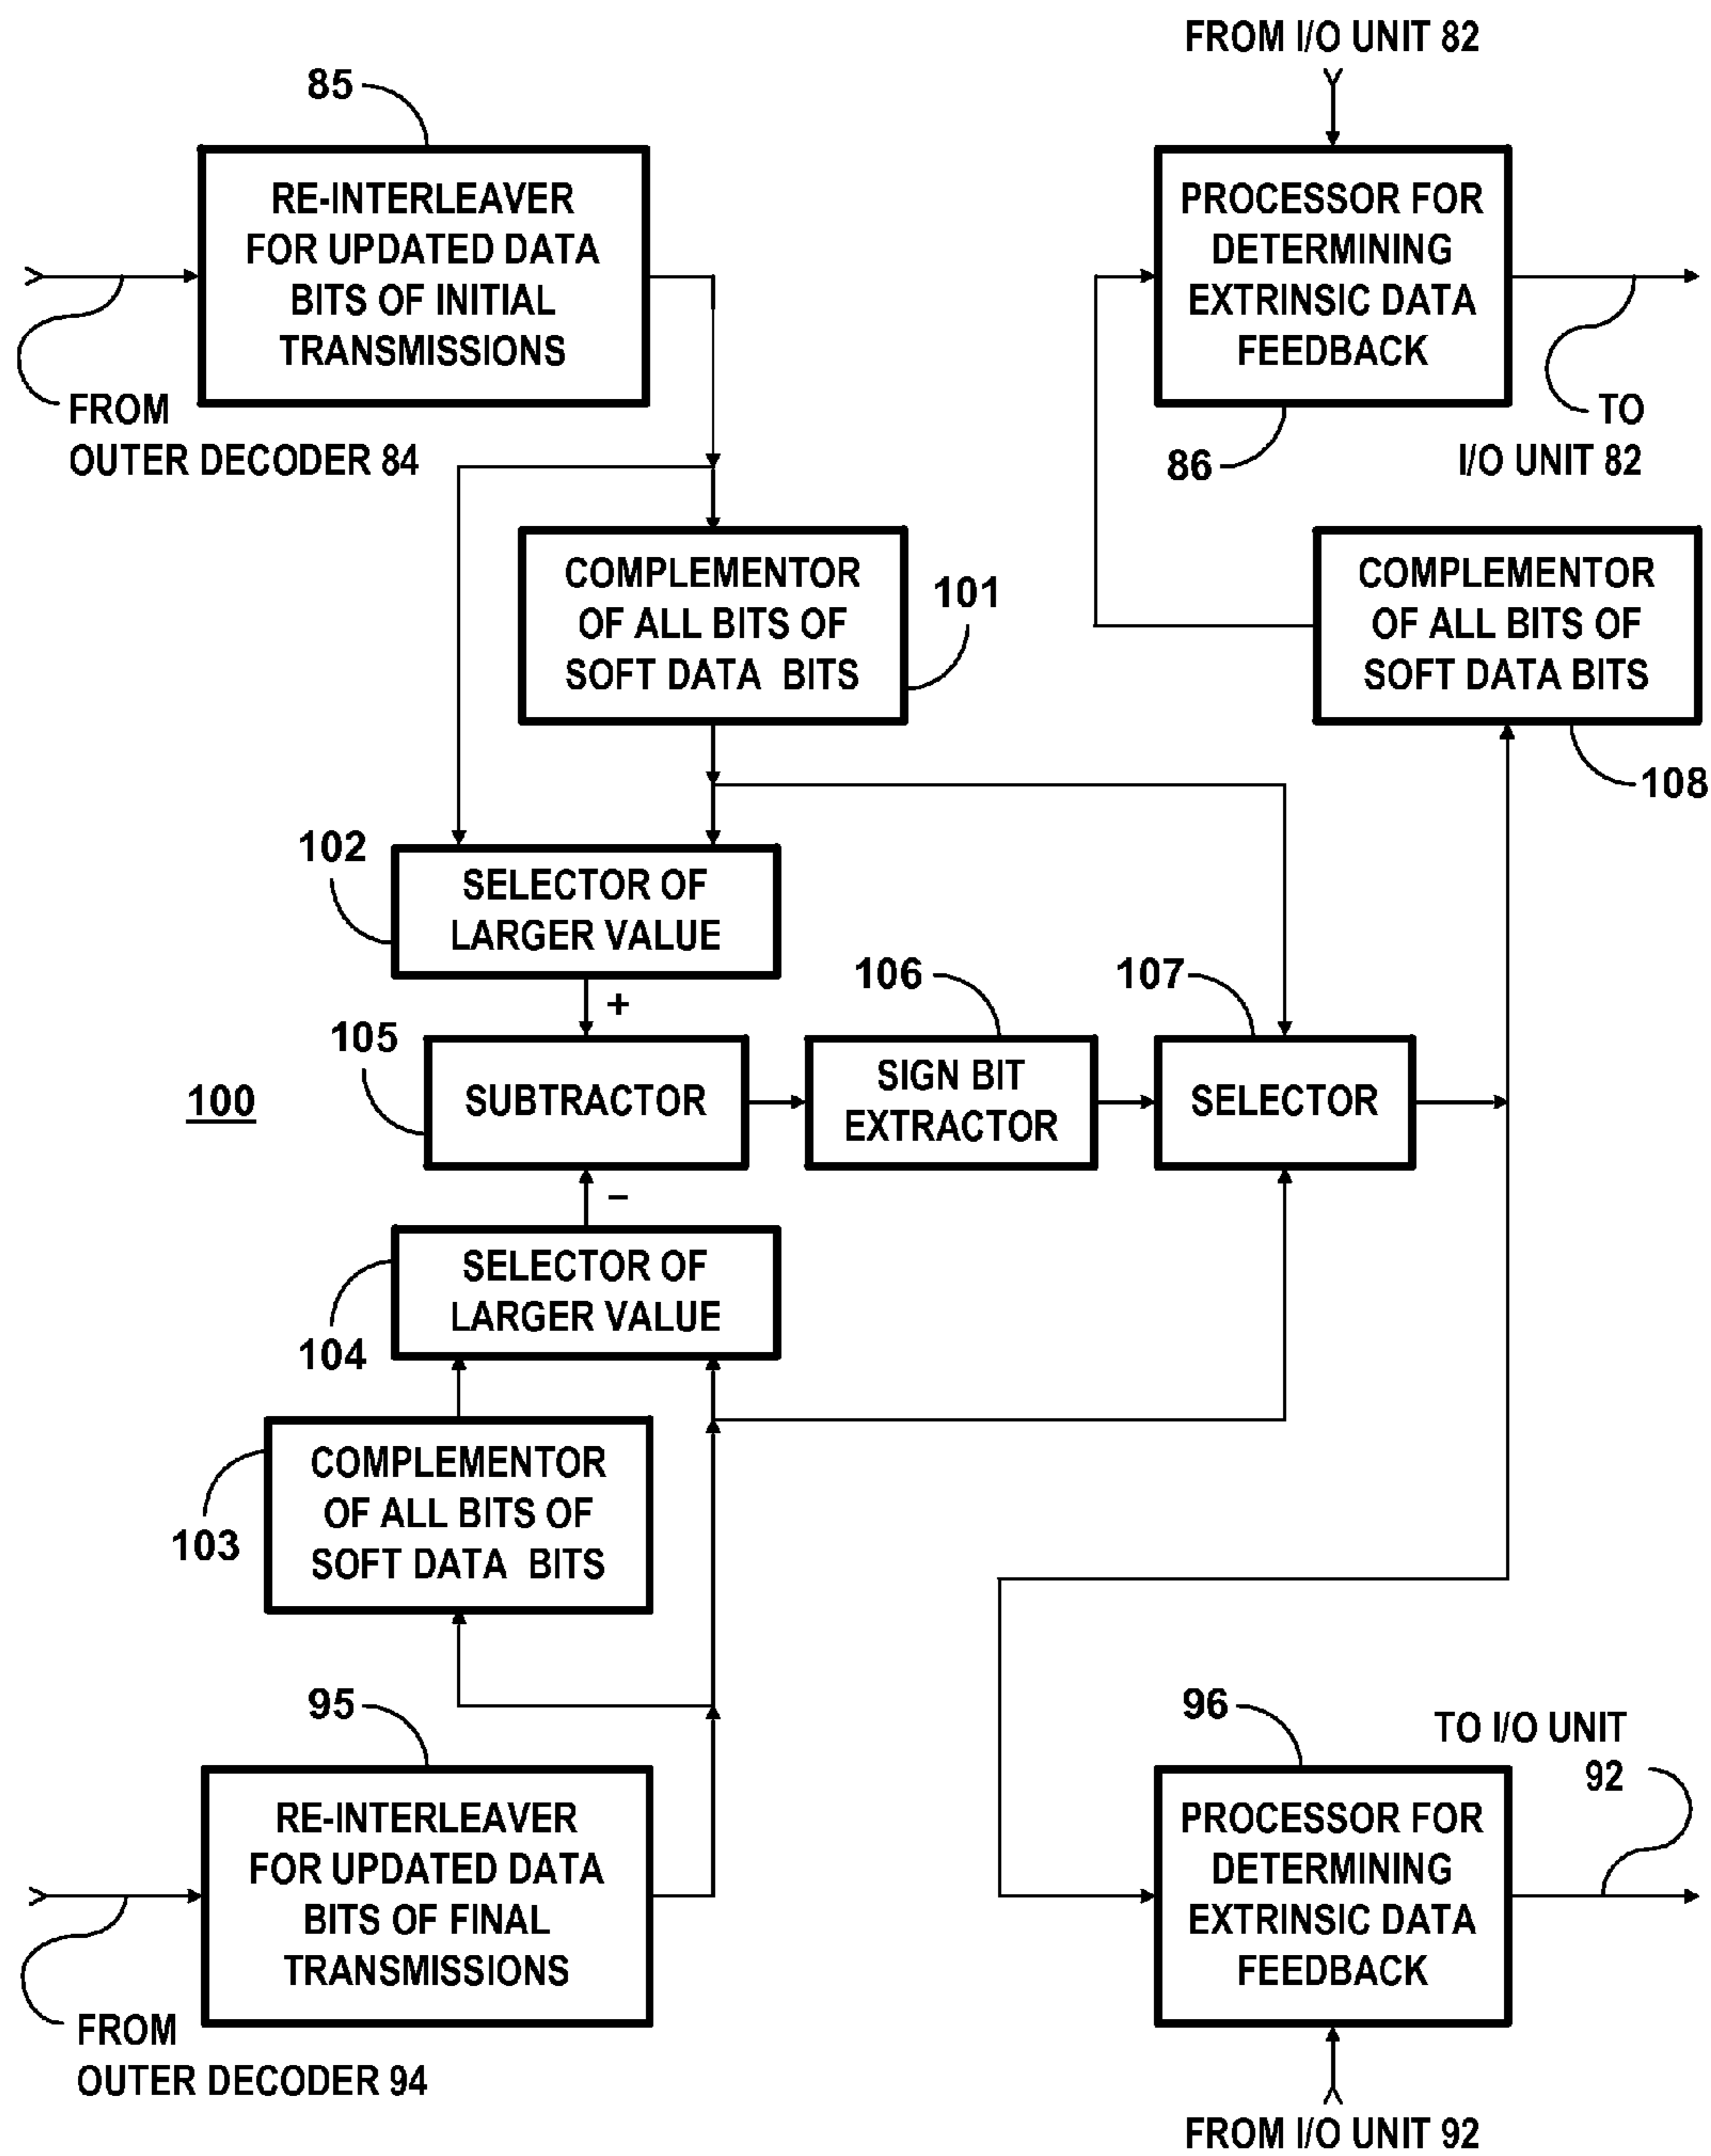 FROM I/O UNIT 82
85
RE-INTERLEAVER
FOR UPDATED DATA
BITS OF INITIAL
TRANSMISSIONS
PROCESSOR FOR
DETERMINING
EXTRINSIC DATA
FEEDBACK
FROM
OUTER DECODER 84
86
TO
I/O UNIT 82
COMPLEMENTOR
OF ALL BITS OF
SOFT DATA BITS
101
COMPLEMENTOR
OF ALL BITS OF
SOFT DATA BITS
108
102
SELECTOR OF
LARGER VALUE
+
106
107
105
SUBTRACTOR
SIGN BIT
EXTRACTOR
SELECTOR
100
–
SELECTOR OF
LARGER VALUE
104
COMPLEMENTOR
OF ALL BITS OF
SOFT DATA BITS
103
95
RE-INTERLEAVER
FOR UPDATED DATA
BITS OF FINAL
TRANSMISSIONS
FROM
OUTER DECODER 94
96
TO I/O UNIT
92
PROCESSOR FOR
DETERMINING
EXTRINSIC DATA
FEEDBACK
FROM I/O UNIT 92